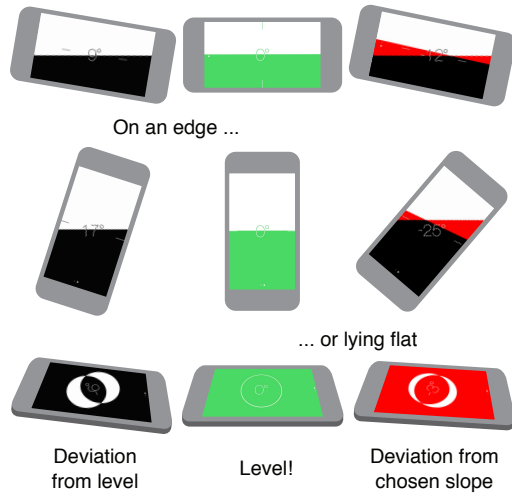 9° 0° -12°
On an edge ...
17° 0° -25°
... or lying flat
0°
Deviation from level
Level!
Deviation from chosen slope